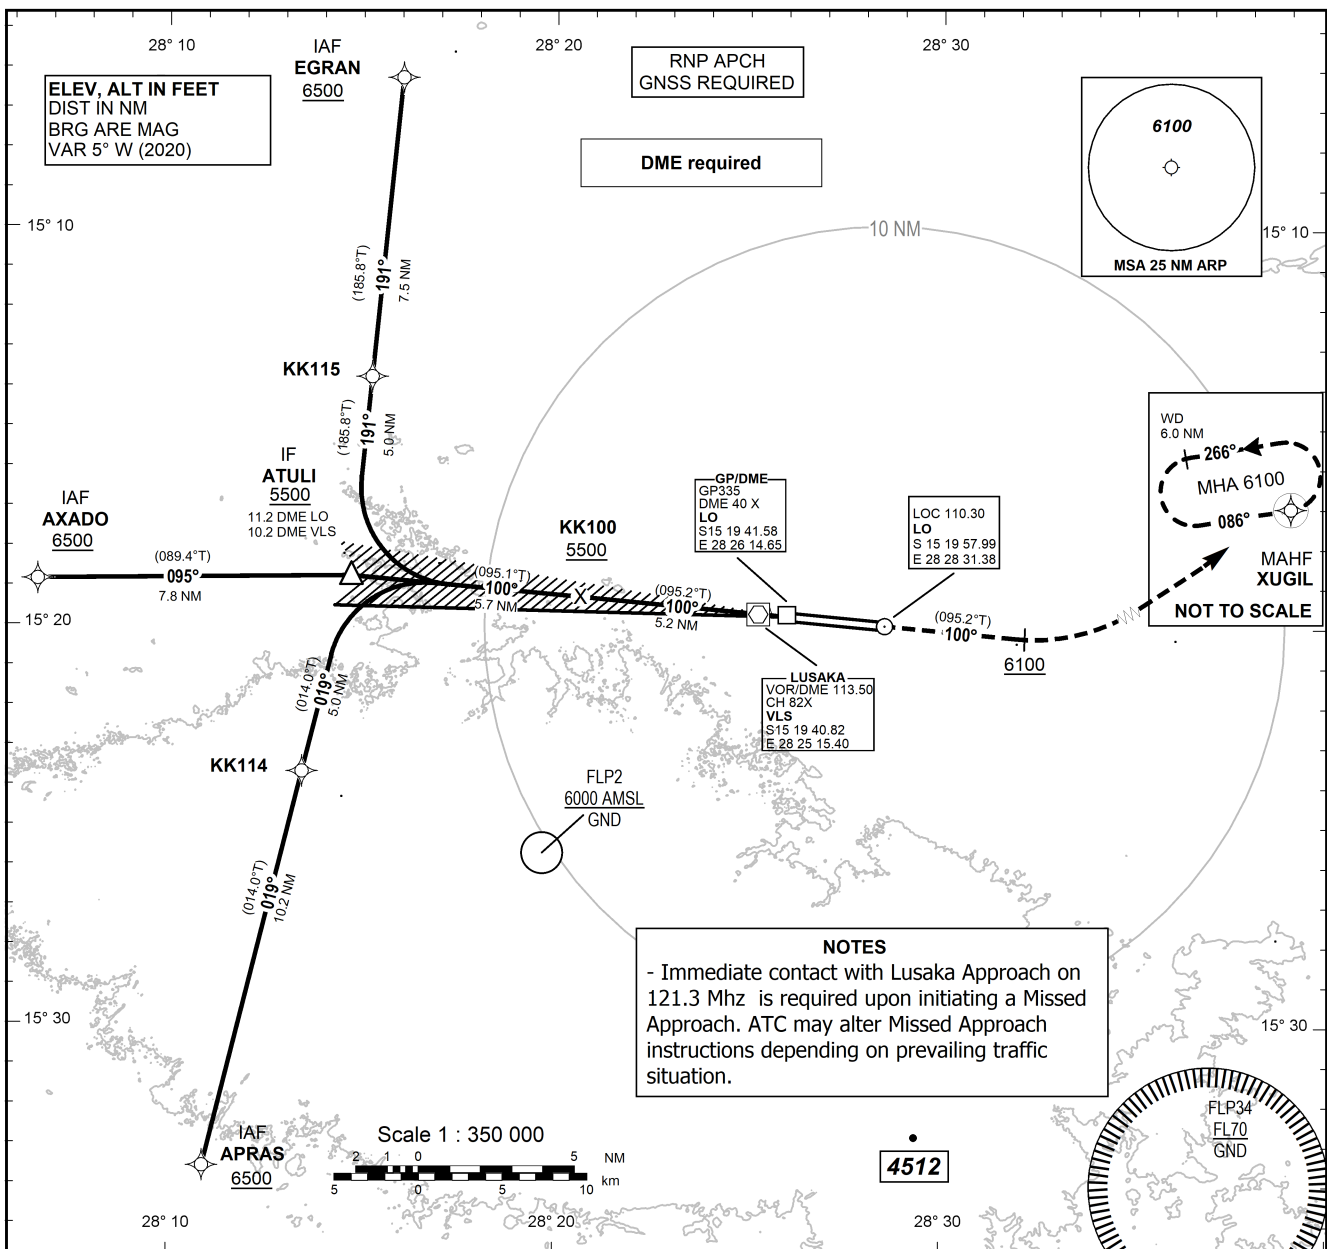 28° 10
28° 20
28° 30
IAF
EGRAN
6500
ELEV, ALT IN FEET
DIST IN NM
BRG ARE MAG
VAR 5° W (2020)
RNP APCH
GNSS REQUIRED
DME required
6100
MSA 25 NM ARP
15° 10
15° 10
10 NM
(185.8°T)
191°
7.5 NM
KK115
(185.8°T)
191°
5.0 NM
WD
6.0 NM
266°
MHA 6100
086°
MAHF
XUGIL
NOT TO SCALE
IF
ATULI
5500
11.2 DME LO
10.2 DME VLS
IAF
AXADO
6500
(089.4°T)
095°
7.8 NM
KK100
5500
GP/DME
GP335
DME 40 X
LO
S15 19 41.58
E 28 26 14.65
LOC 110.30
LO
S 15 19 57.99
E 28 28 31.38
(095.1°T)
100°
5.7 NM
X
(095.2°T)
100°
5.2 NM
(095.2°T)
100°
6100
15° 20
LUSAKA
VOR/DME 113.50
CH 82X
VLS
S15 19 40.82
E 28 25 15.40
(014.0°T)
019°
5.0 NM
KK114
FLP2
6000 AMSL
GND
(014.0°T)
019°
10.2 NM
NOTES
- Immediate contact with Lusaka Approach on
121.3 Mhz is required upon initiating a Missed
Approach. ATC may alter Missed Approach
instructions depending on prevailing traffic
situation.
15° 30
15° 30
IAF
APRAS
6500
Scale 1 : 350 000
2 1 0 5 NM
5 0 5 10 km
4512
FLP34
FL70
GND
28° 10
28° 20
28° 30